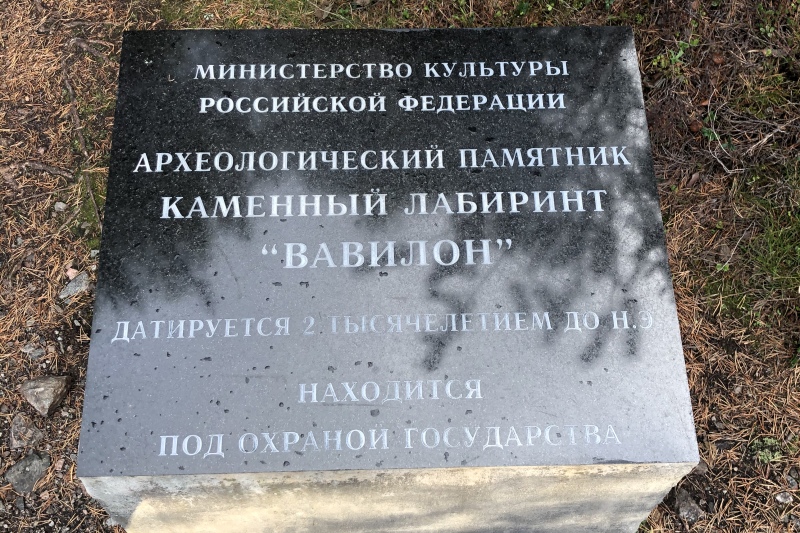 МИНИСТЕРСТВО КУЛЬТУРЫ
РОССИЙСКОЙ ФЕДЕРАЦИИ
АРХЕОЛОГИЧЕСКИЙ ПАМЯТНИК
КАМЕННЫЙ ЛАБИРИНТ
“ВАВИЛОН”
ДАТИРУЕТСЯ 2 ТЫСЯЧЕЛЕТИЕМ ДО Н.Э
НАХОДИТСЯ
ПОД ОХРАНОЙ ГОСУДАРСТВА